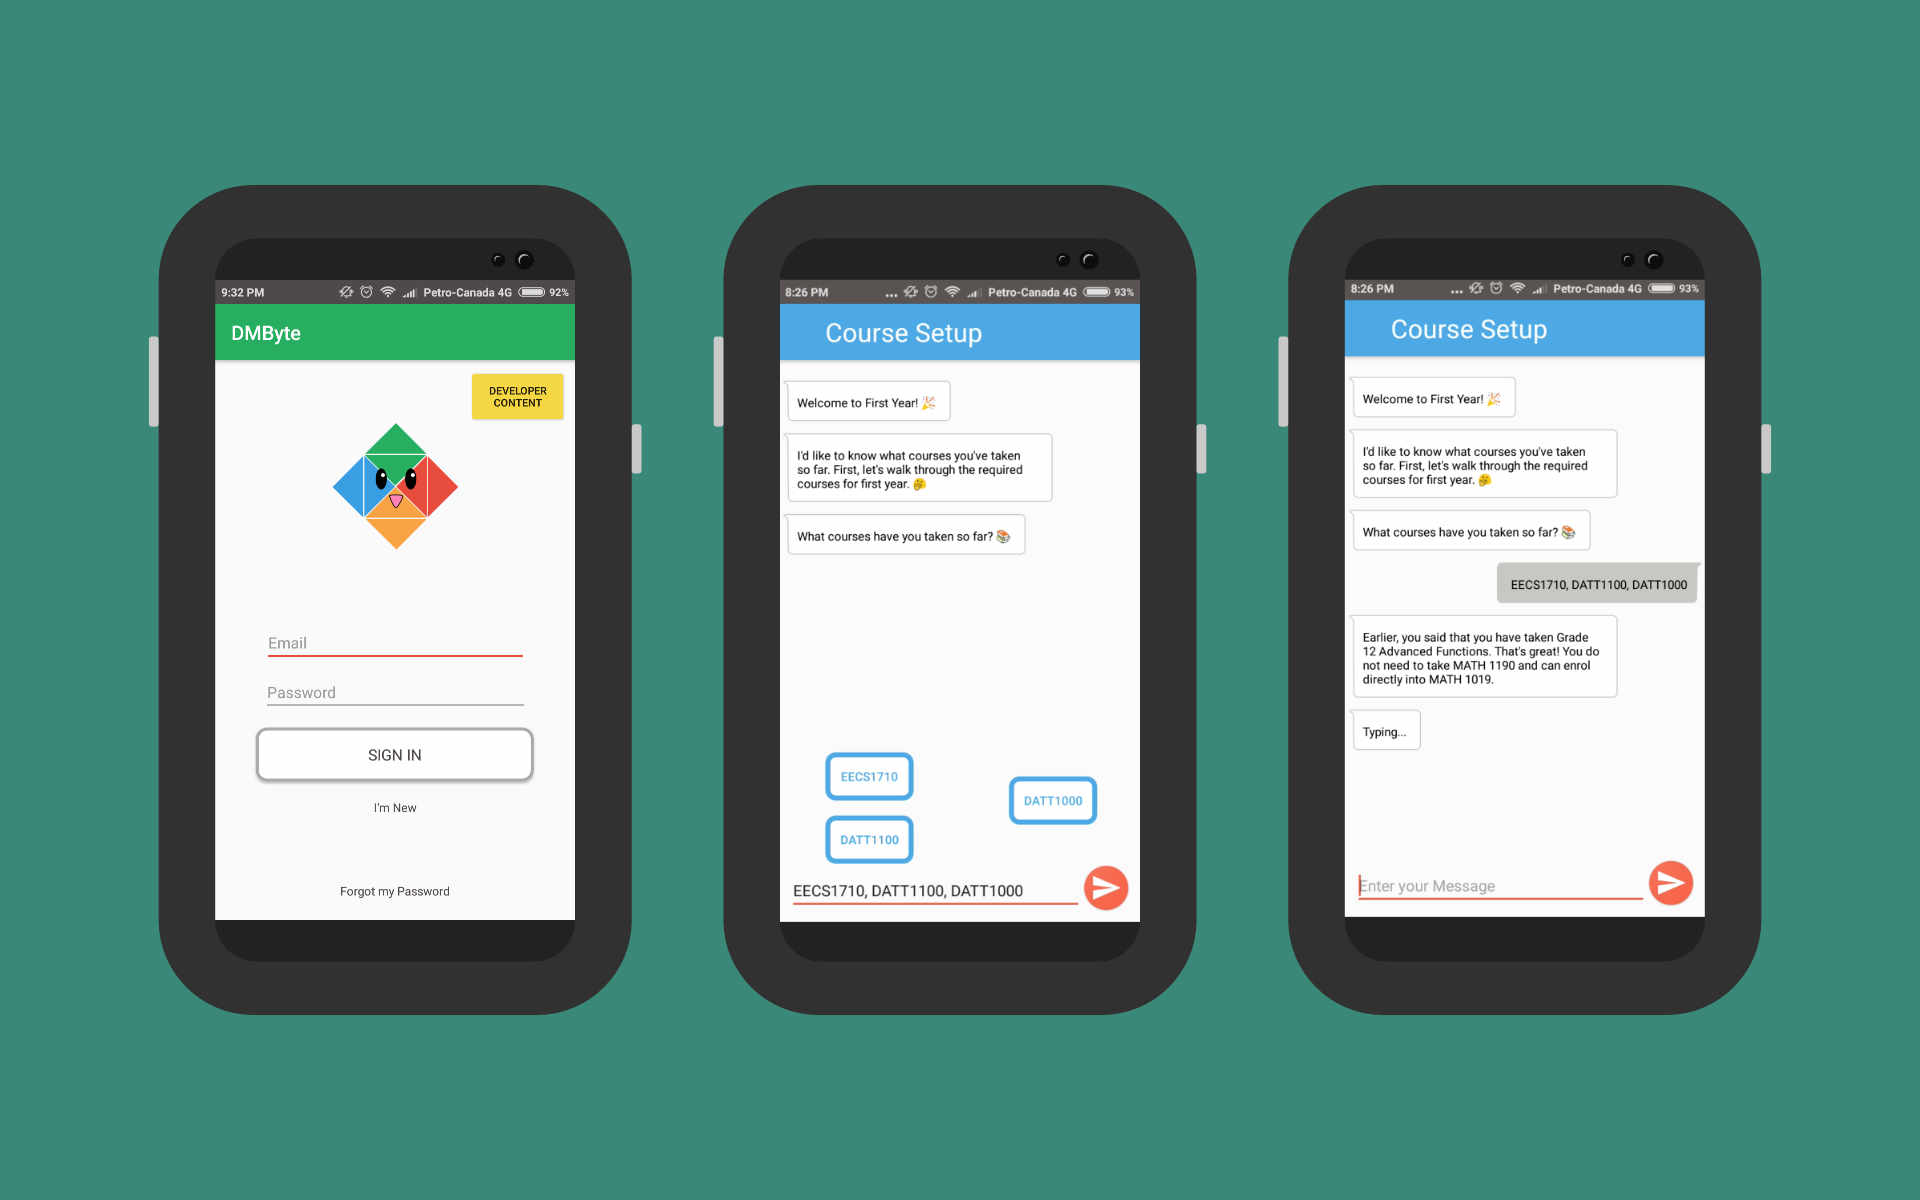 9:32 PM Petro-Canada 4G 92%
DMByte
DEVELOPER
CONTENT
Email
Password
SIGN IN
I'm New
Forgot my Password
8:26 PM ... Petro-Canada 4G 93%
Course Setup
Welcome to First Year! 🎉
I'd like to know what courses you've taken
so far. First, let's walk through the required
courses for first year. 🤔
What courses have you taken so far? 📚
EECS1710
DATT1000
DATT1100
EECS1710, DATT1100, DATT1000
8:26 PM ... Petro-Canada 4G 93%
Course Setup
Welcome to First Year! 🎉
I'd like to know what courses you've taken
so far. First, let's walk through the required
courses for first year. 🤔
What courses have you taken so far? 📚
EECS1710, DATT1100, DATT1000
Earlier, you said that you have taken Grade
12 Advanced Functions. That's great! You do
not need to take MATH 1190 and can enrol
directly into MATH 1019.
Typing...
Enter your Message